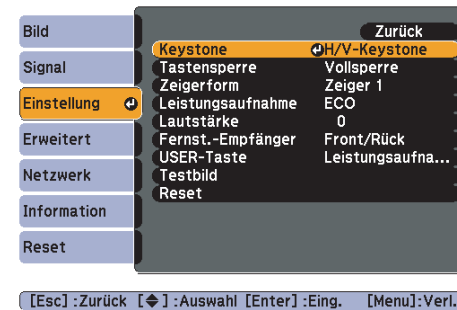 Bild
Signal
Einstellung
Erweitert
Netzwerk
Information
Reset
Zurück
Keystone H/V-Keystone
Tastensperre Vollsperre
Zeigerform Zeiger 1
Leistungsaufnahme ECO
Lautstärke 0
Fernst.-Empfänger Front/Rück
USER-Taste Leistungsaufna...
Testbild
Reset
[Esc] :Zurück [◆] :Auswahl [Enter] :Eing. [Menu]:Verl.